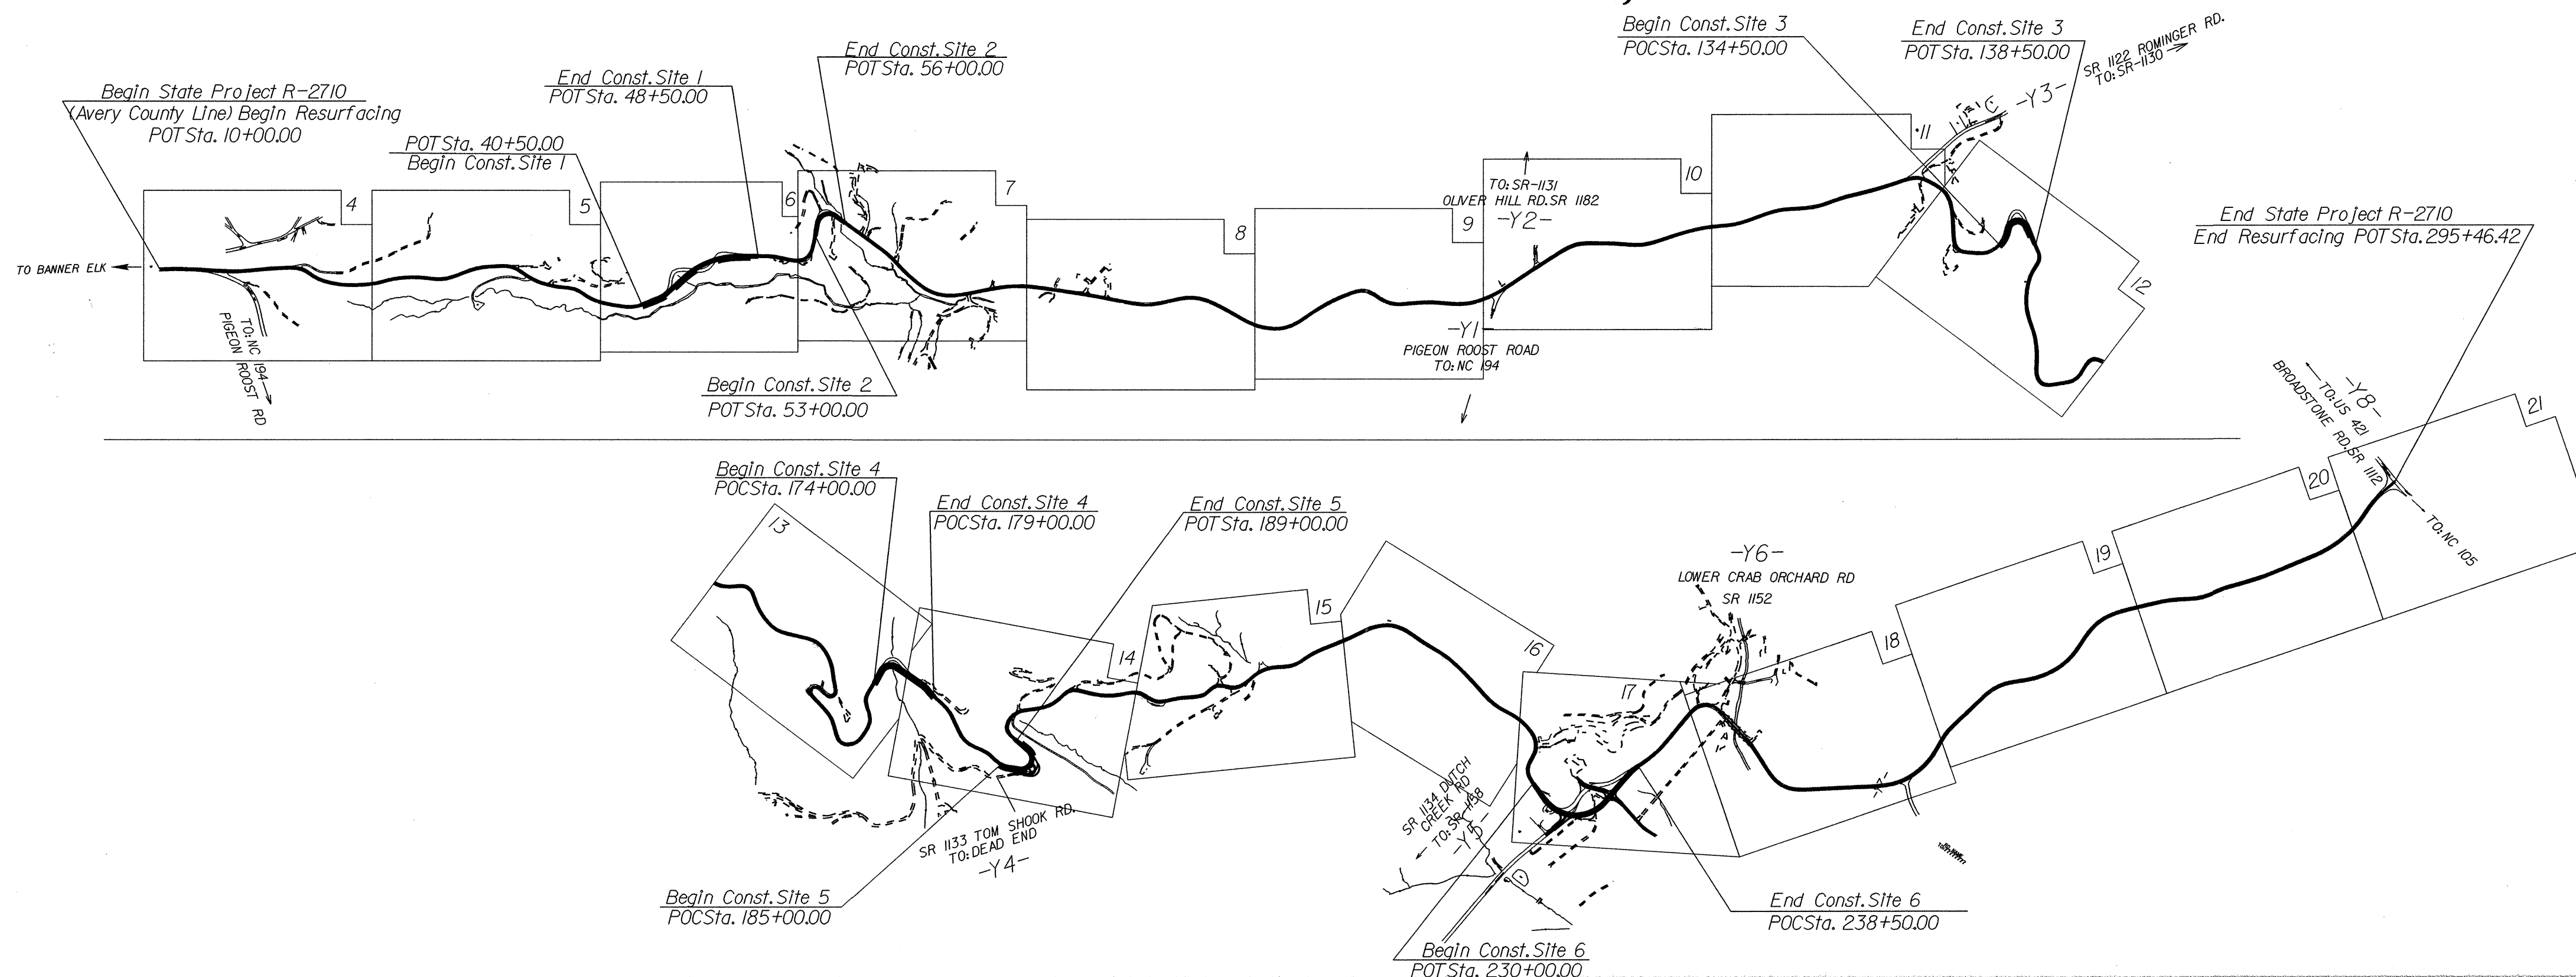 Begin State Project R-2710
(Avery County Line) Begin Resurfacing
POT Sta. 10+00.00
POT Sta. 40+50.00
Begin Const. Site 1
End Const. Site 1
POT Sta. 48+50.00
End Const. Site 2
POT Sta. 56+00.00
Begin Const. Site 3
POC Sta. 134+50.00
End Const. Site 3
POT Sta. 138+50.00
SR 1122 ROMINGER RD.
TO: SR-1130
-Y3-
TO BANNER ELK
4
5
6
7
8
9
10
11
12
TO: NC 194
PIGEON ROOST RD
Begin Const. Site 2
POT Sta. 53+00.00
TO: SR-1131
OLIVER HILL RD. SR 1182
-Y2-
-Y1-
PIGEON ROOST ROAD
TO: NC 194
End State Project R-2710
End Resurfacing POT Sta. 295+46.42
-Y8-
TO: US 421
BROADSTONE RD. SR 1112
TO: NC 105
Begin Const. Site 4
POC Sta. 174+00.00
End Const. Site 4
POC Sta. 179+00.00
End Const. Site 5
POT Sta. 189+00.00
13
14
15
16
17
18
19
20
21
-Y6-
LOWER CRAB ORCHARD RD
SR 1152
SR 1133 TOM SHOOK RD.
TO: DEAD END
-Y4-
SR 1134 DUTCH
CREEK RD
TO: SR-1158
-Y5-
Begin Const. Site 5
POC Sta. 185+00.00
Begin Const. Site 6
POT Sta. 230+00.00
End Const. Site 6
POC Sta. 238+50.00